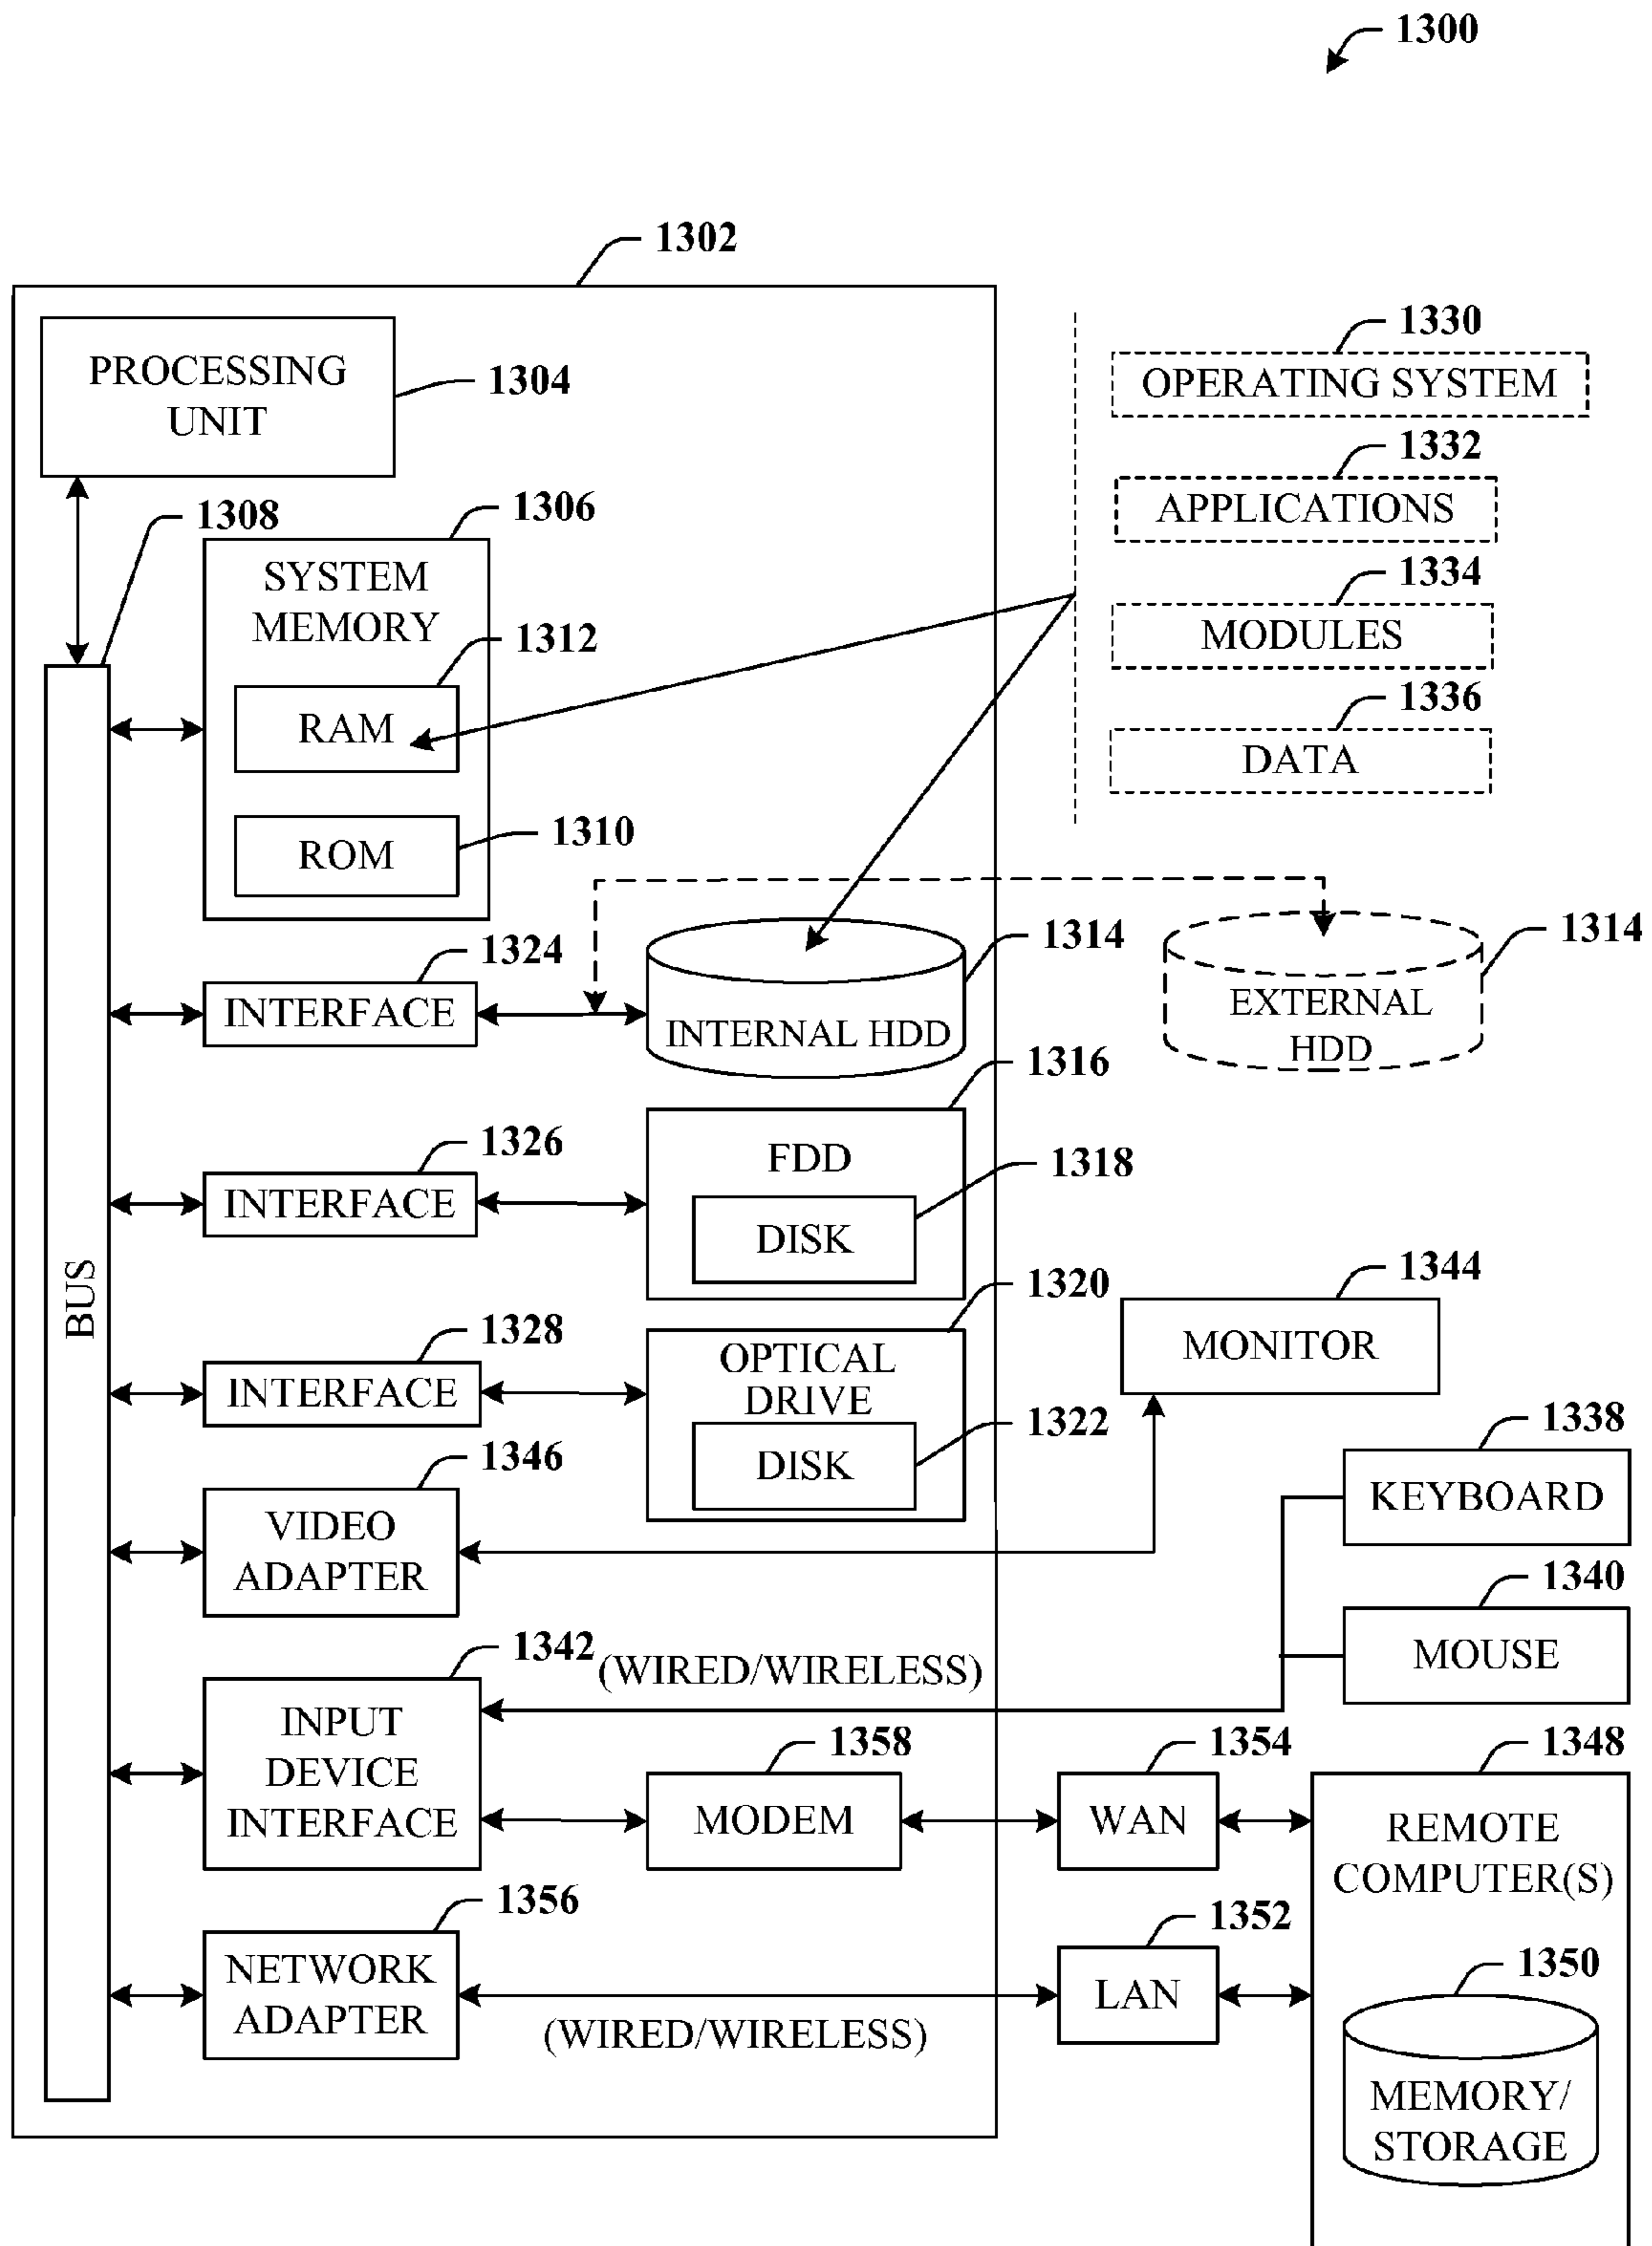 1300
1302
PROCESSING
UNIT
1304
1330
OPERATING SYSTEM
1332
APPLICATIONS
1334
MODULES
1336
DATA
1308
1306
SYSTEM
MEMORY
1312
RAM
1310
ROM
1324
INTERFACE
1314
INTERNAL HDD
1314
EXTERNAL
HDD
1316
1326
INTERFACE
FDD
1318
DISK
BUS
1320
1328
INTERFACE
OPTICAL
DRIVE
1322
DISK
1344
MONITOR
1346
VIDEO
ADAPTER
1338
KEYBOARD
1340
MOUSE
1342
(WIRED/WIRELESS)
INPUT
DEVICE
INTERFACE
1358
MODEM
1354
WAN
1348
REMOTE
COMPUTER(S)
1356
NETWORK
ADAPTER
(WIRED/WIRELESS)
1352
LAN
1350
MEMORY/
STORAGE